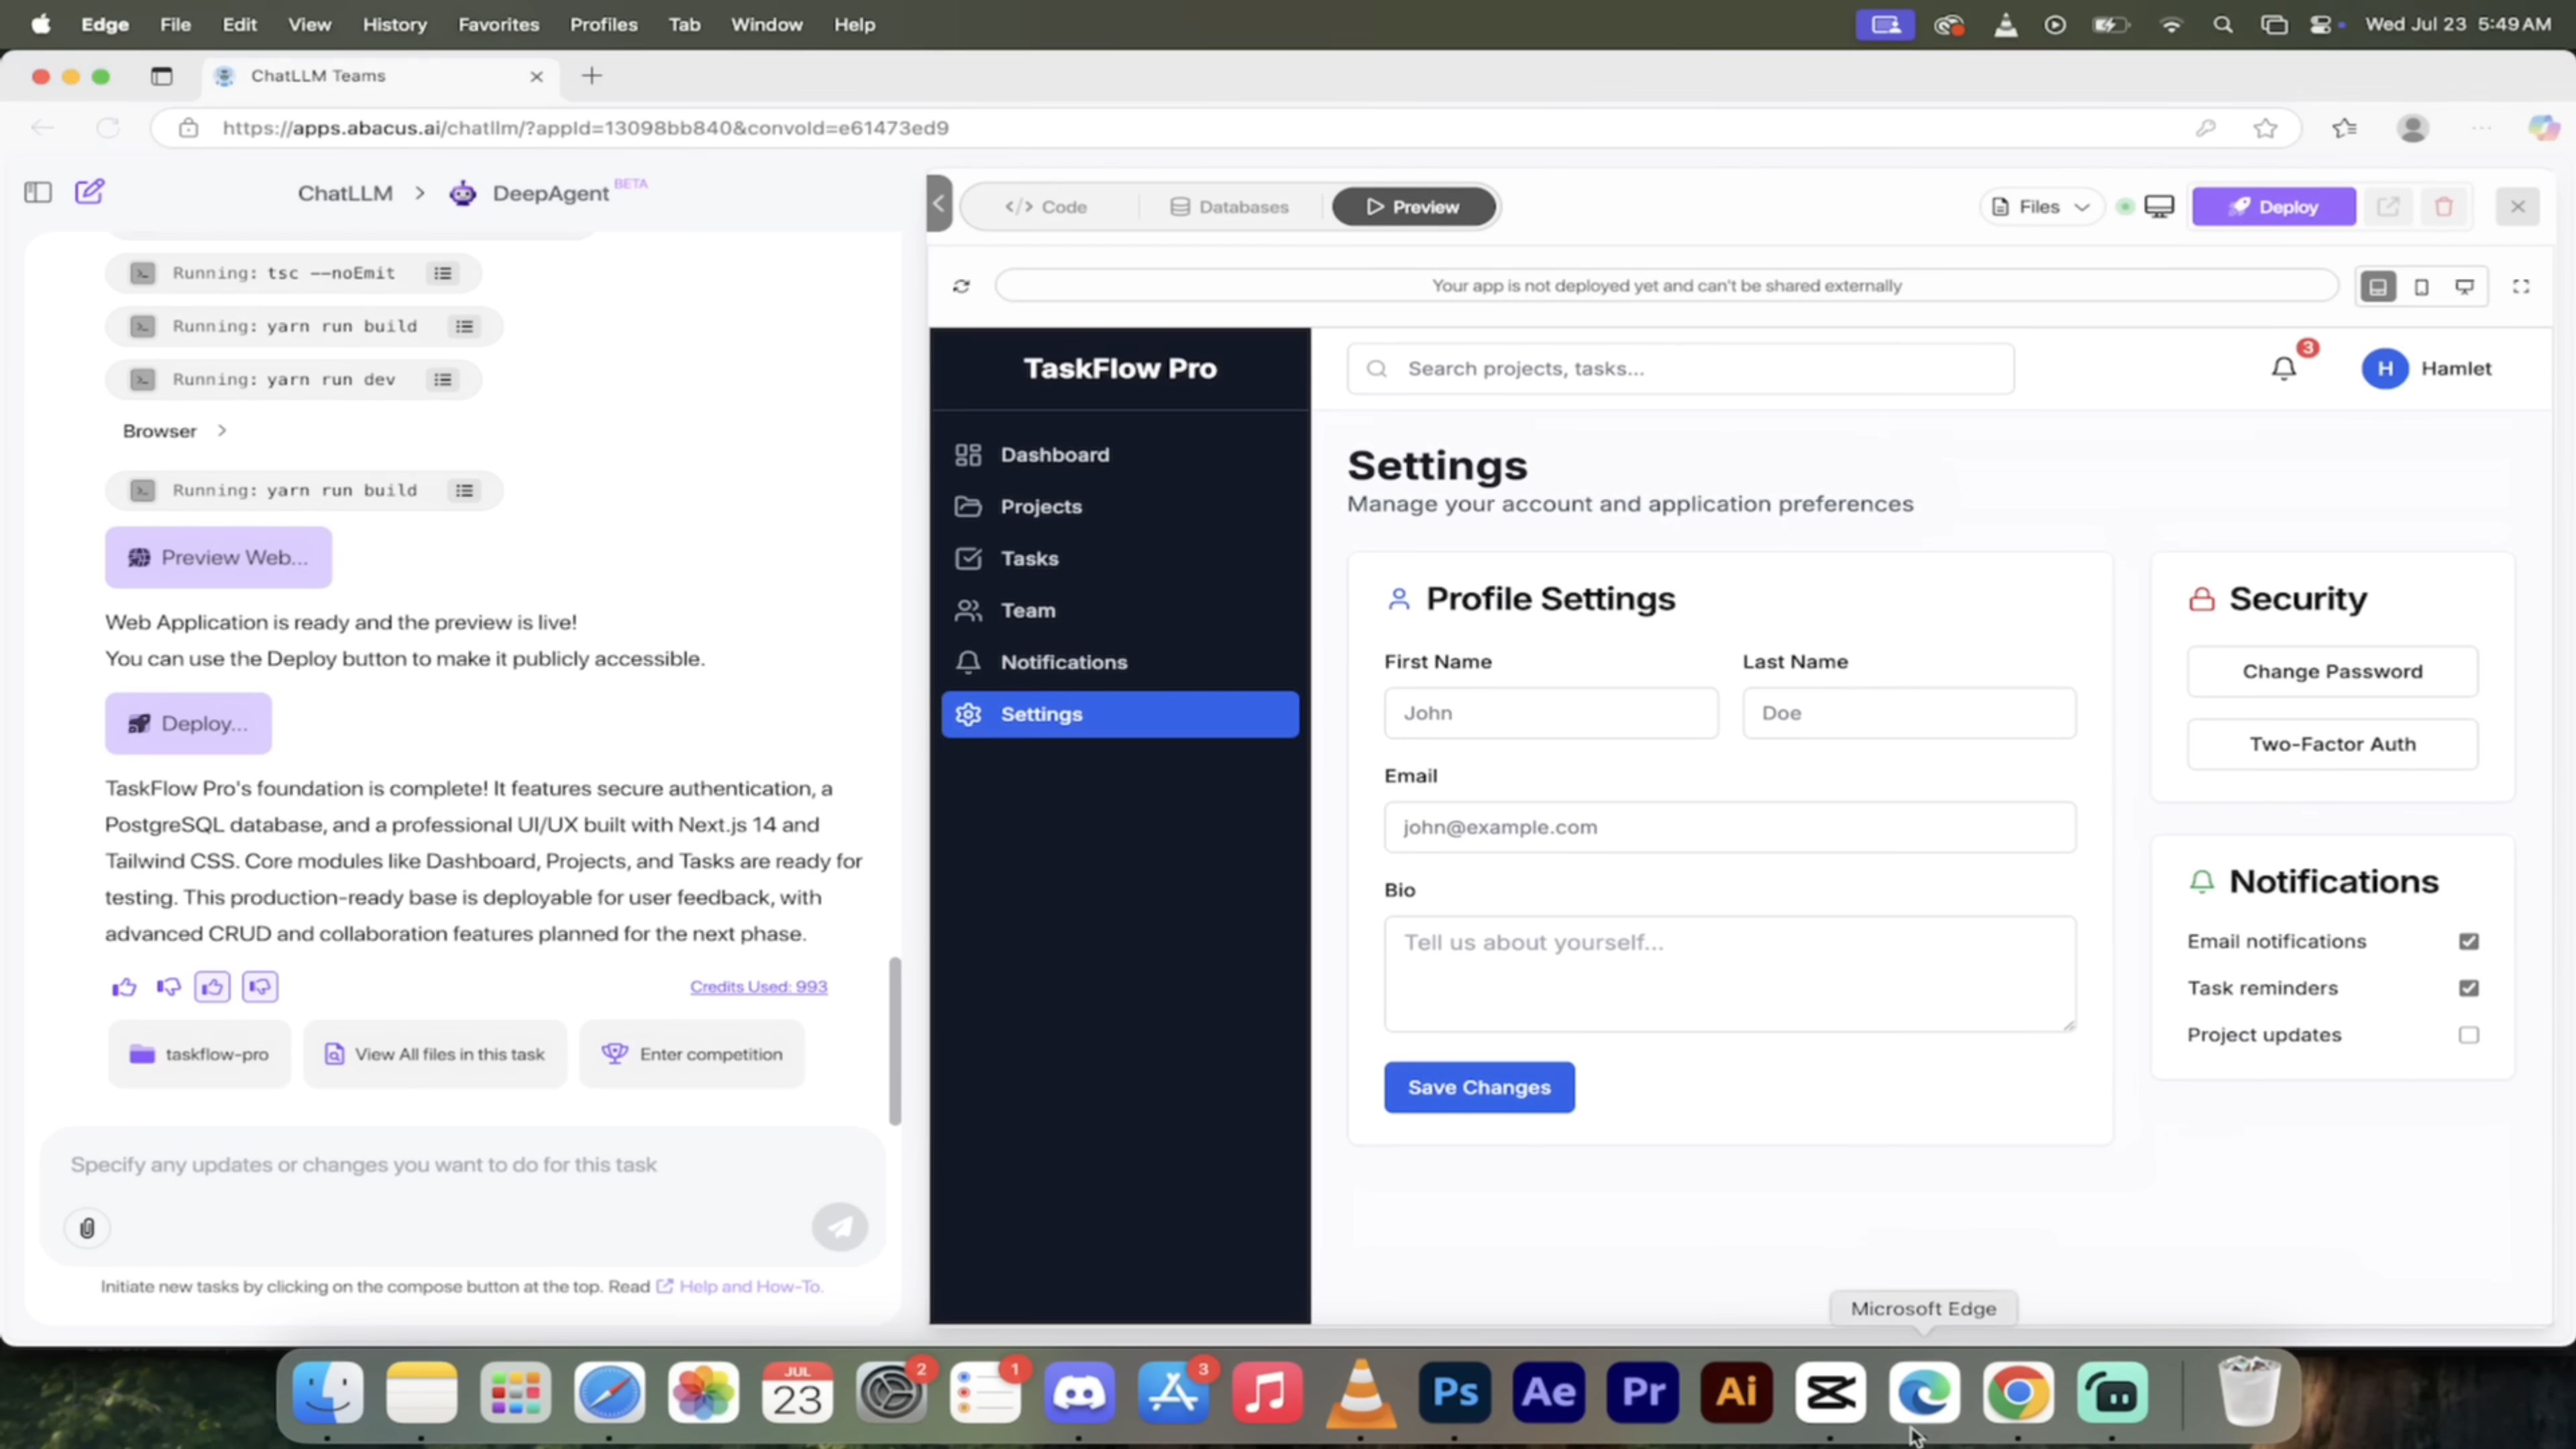 Edge File Edit View History Favorites Profiles Tab Window Help
Wed Jul 23 5:49 AM
ChatLLM Teams
https://apps.abacus.ai/chatllm/?appId=13098bb840&convoId=e61473ed9
ChatLLM > DeepAgent BETA
Running: tsc --noEmit
Running: yarn run build
Running: yarn run dev
Browser >
Running: yarn run build
Preview Web...
Web Application is ready and the preview is live!
You can use the Deploy button to make it publicly accessible.
Deploy...
TaskFlow Pro's foundation is complete! It features secure authentication, a
PostgreSQL database, and a professional UI/UX built with Next.js 14 and
Tailwind CSS. Core modules like Dashboard, Projects, and Tasks are ready for
testing. This production-ready base is deployable for user feedback, with
advanced CRUD and collaboration features planned for the next phase.
Credits Used: 993
taskflow-pro
View All files in this task
Enter competition
Specify any updates or changes you want to do for this task
Initiate new tasks by clicking on the compose button at the top. Read Help and How-To.
</> Code
Databases
Preview
Files
Deploy
Your app is not deployed yet and can't be shared externally
TaskFlow Pro
Dashboard
Projects
Tasks
Team
Notifications
Settings
Search projects, tasks...
3
H
Hamlet
Settings
Manage your account and application preferences
Profile Settings
First Name
Last Name
John
Doe
Email
john@example.com
Bio
Tell us about yourself...
Save Changes
Security
Change Password
Two-Factor Auth
Notifications
Email notifications
Task reminders
Project updates
Microsoft Edge
JUL
23
2
1
3
Ps
Ae
Pr
Ai